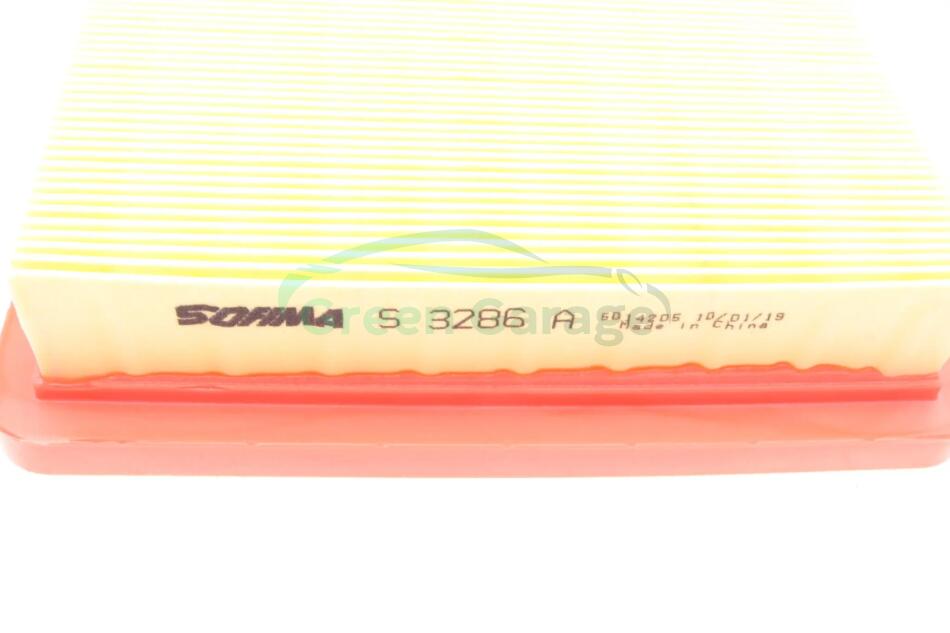 SOFIMA S 3286 A 6014205 10/01/19
Made in China
Green Garage